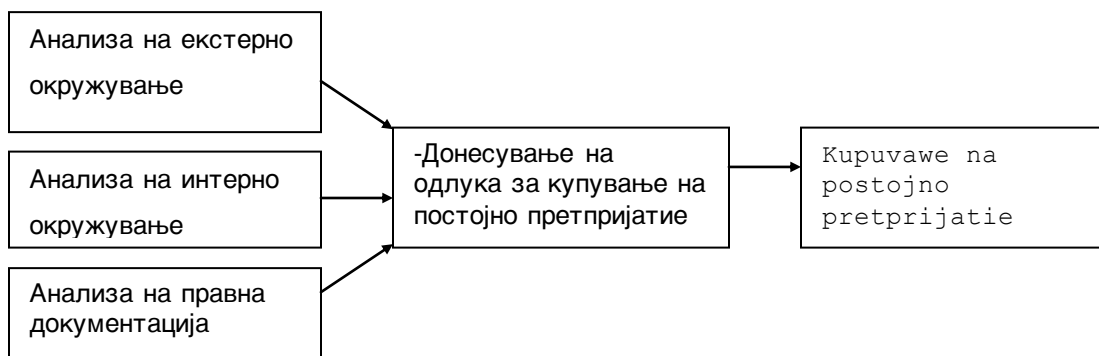 Анализа на екстерно
окружување
Анализа на интерно
окружување
Анализа на правна
документација
-Донесување на
одлука за купување на
постојно претпријатие
Kupuvawe na
postojno
pretprijatie